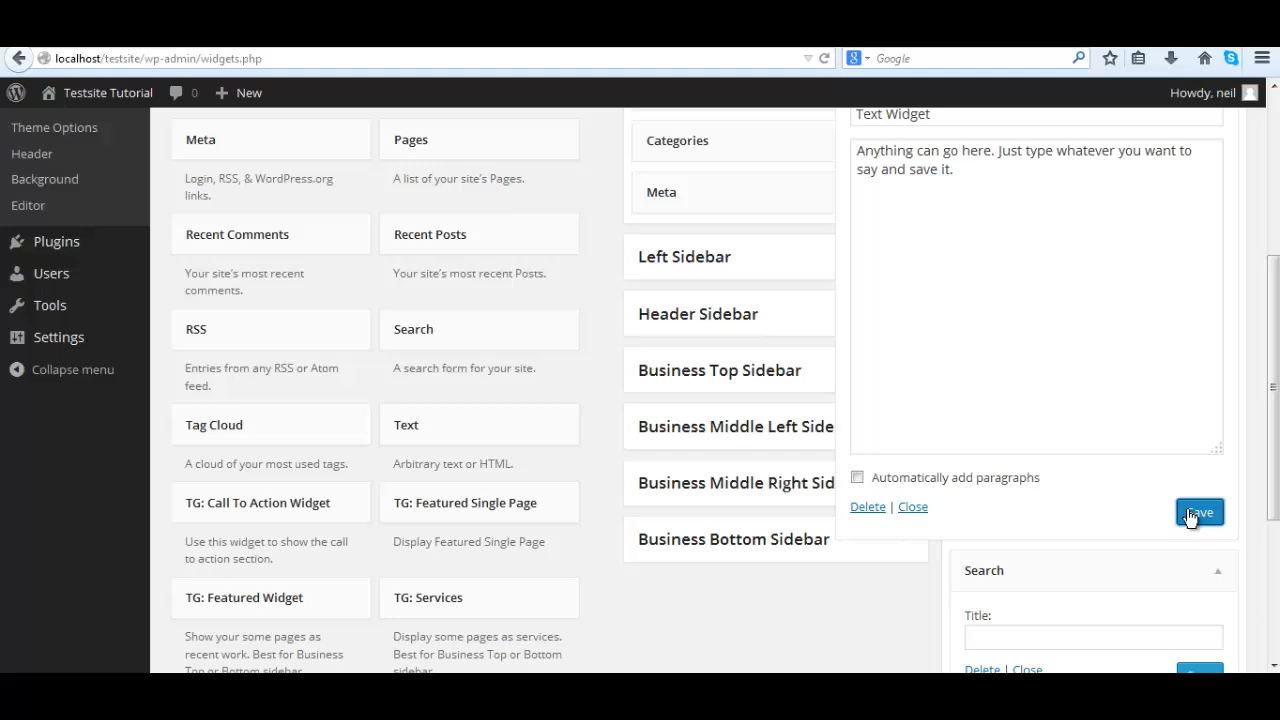 localhost/testsite/wp-admin/widgets.php
Google
Testsite Tutorial
0
New
Howdy, neil
Theme Options
Header
Background
Editor
Plugins
Users
Tools
Settings
Collapse menu
Meta
Login, RSS, & WordPress.org
links.
Pages
A list of your site's Pages.
Recent Comments
Your site's most recent
comments.
Recent Posts
Your site's most recent Posts.
RSS
Entries from any RSS or Atom
feed.
Search
A search form for your site.
Tag Cloud
A cloud of your most used tags.
Text
Arbitrary text or HTML.
TG: Call To Action Widget
Use this widget to show the call
to action section.
TG: Featured Single Page
Display Featured Single Page
TG: Featured Widget
Show your some pages as
recent work. Best for Business
Top or Bottom sidebar
TG: Services
Display some pages as services.
Best for Business Top or Bottom
sidebar
Categories
Meta
Left Sidebar
Header Sidebar
Business Top Sidebar
Business Middle Left Side
Business Middle Right Sid
Business Bottom Sidebar
Text Widget
Anything can go here. Just type whatever you want to
say and save it.
Automatically add paragraphs
Delete | Close
Save
Search
Title:
Delete | Close